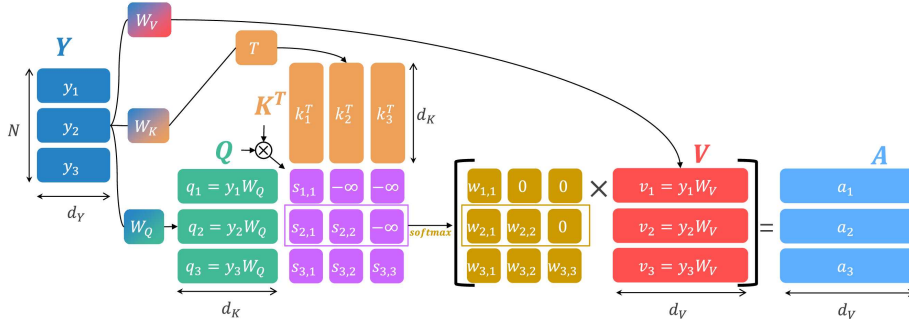 W_V
Y
T
y_1
N
y_2
W_K
K^T
k_1^T k_2^T k_3^T
d_K
y_3
Q
V
A
q_1 = y_1W_Q
s_{1,1} −∞ −∞
w_{1,1} 0 0
×
v_1 = y_1W_V
a_1
d_Y
W_Q
q_2 = y_2W_Q
s_{2,1} s_{2,2} −∞
softmax
w_{2,1} w_{2,2} 0
v_2 = y_2W_V
=
a_2
q_3 = y_3W_Q
s_{3,1} s_{3,2} s_{3,3}
w_{3,1} w_{3,2} w_{3,3}
v_3 = y_3W_V
a_3
d_K
d_V
d_V